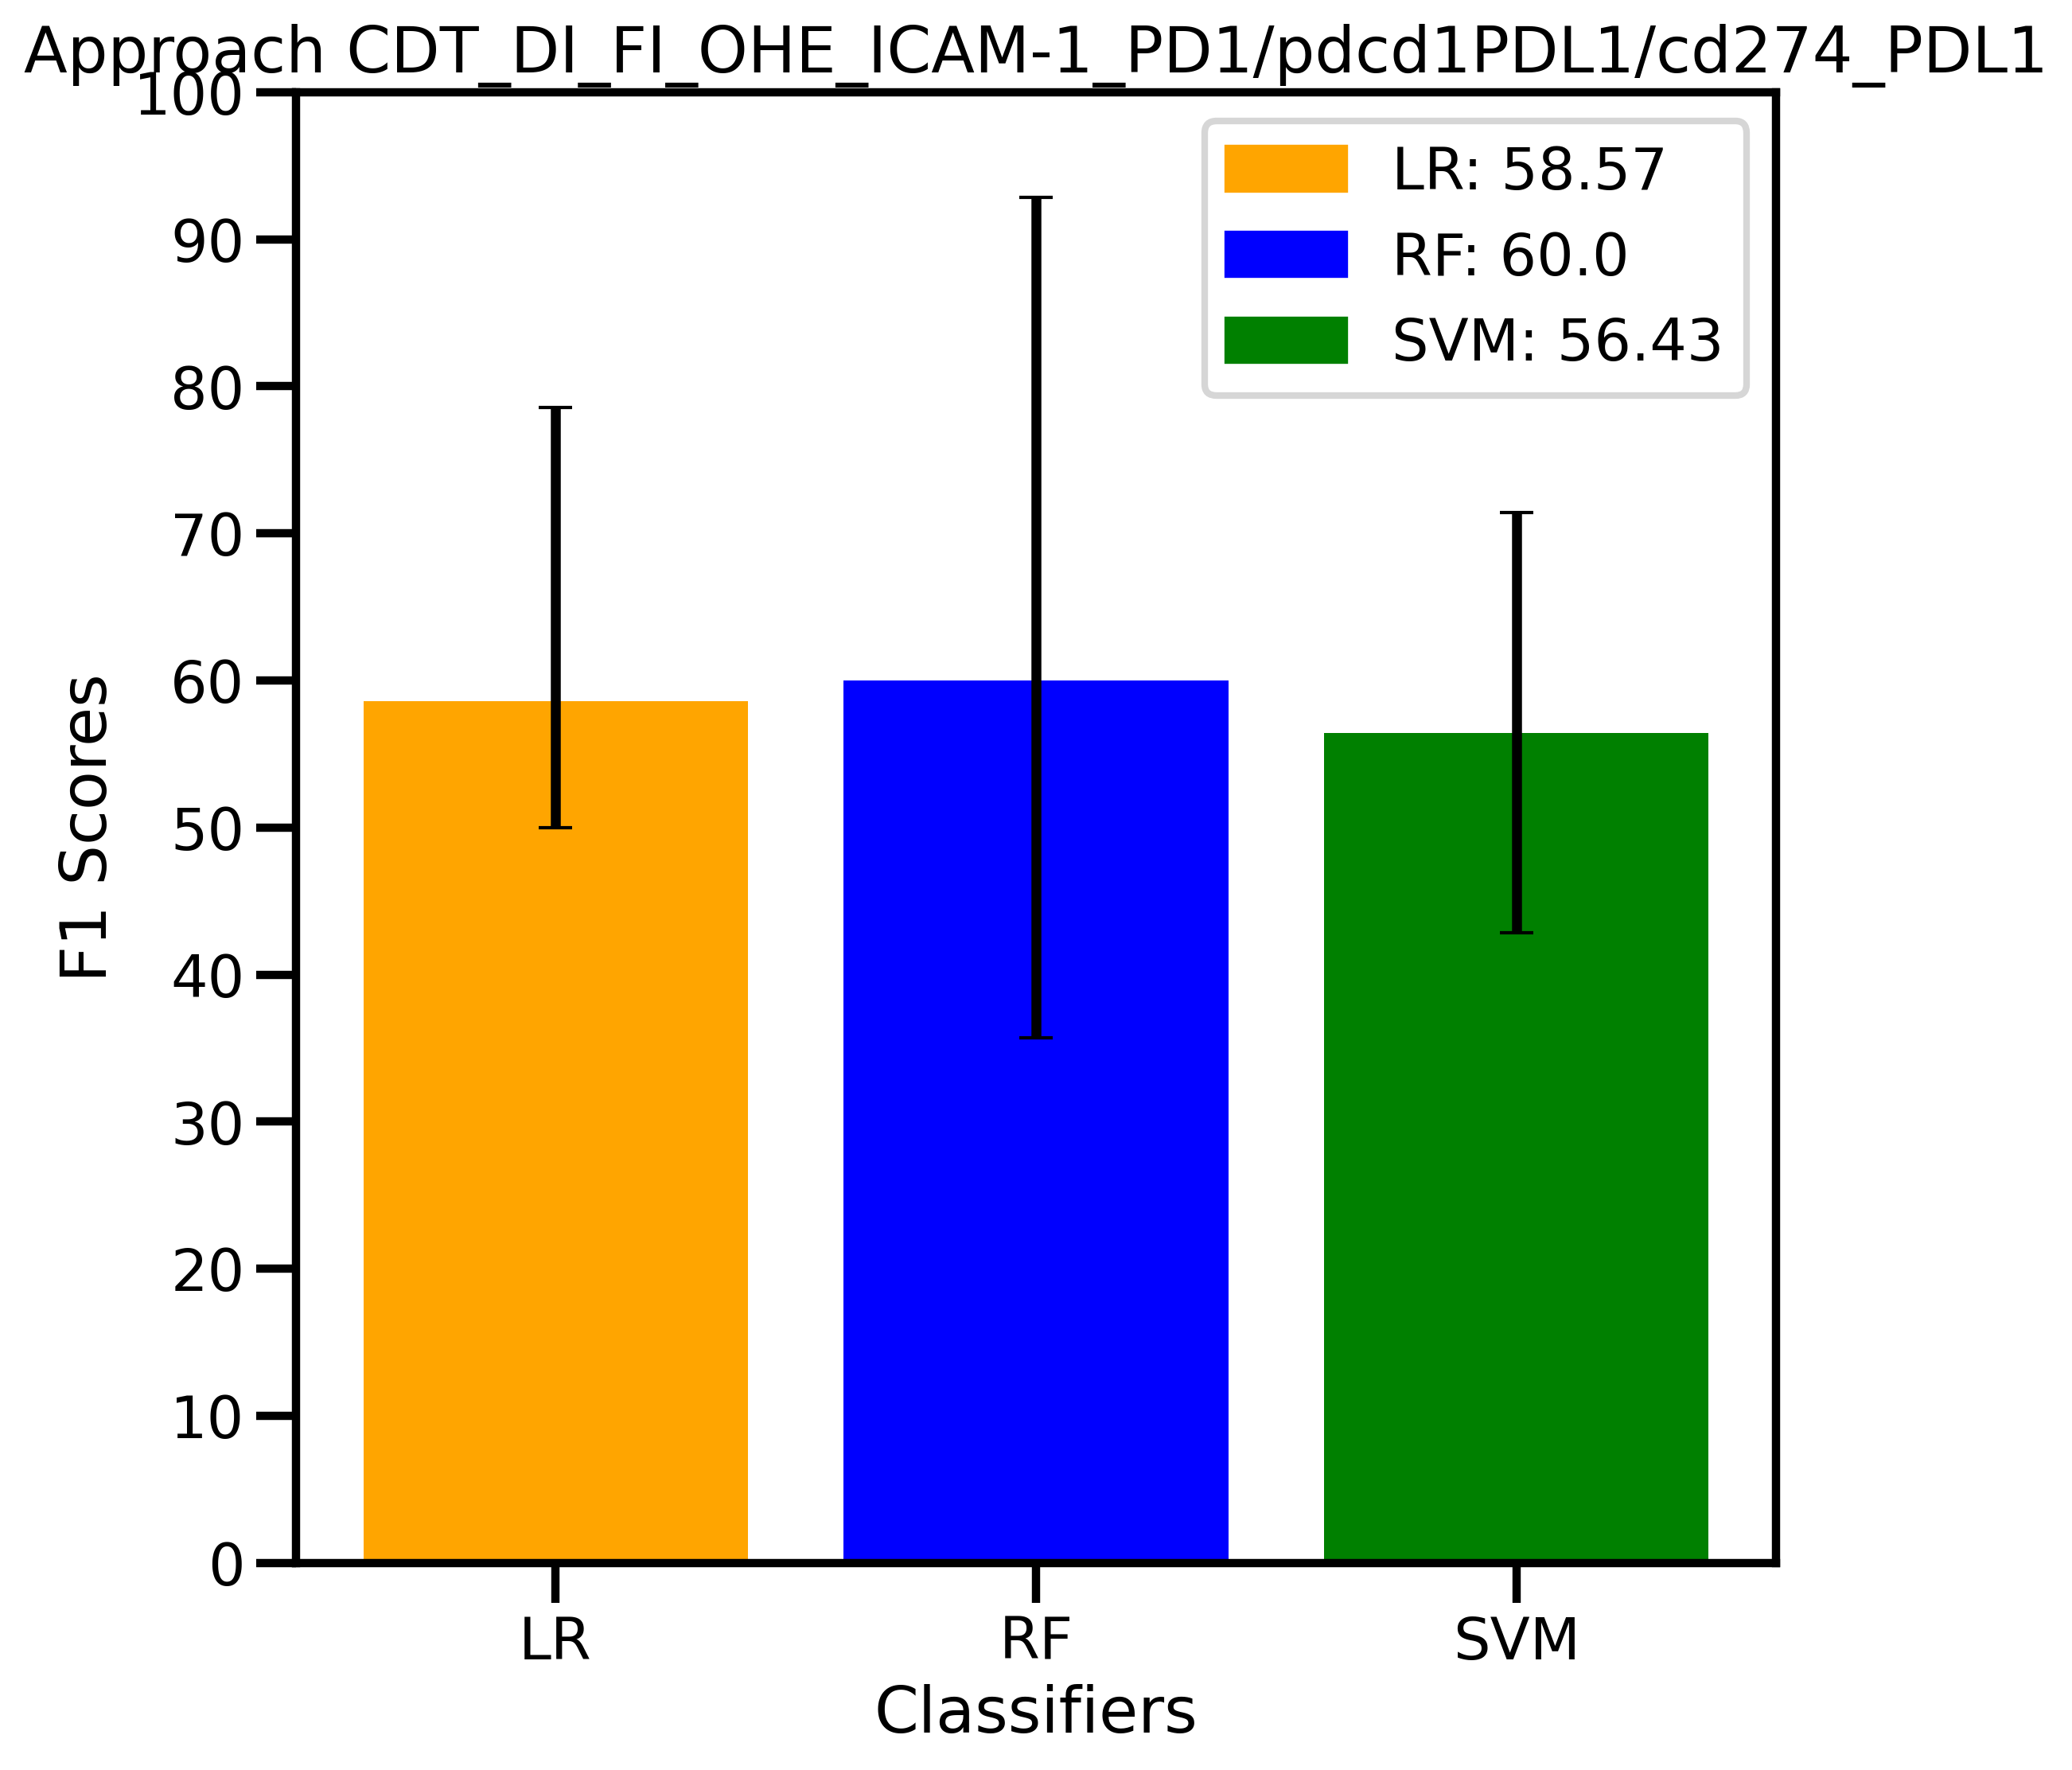 Approach CDT_DI_FI_OHE_ICAM-1_PD1/pdcd1PDL1/cd274_PDL1
100
90
80
70
60
50
40
30
20
10
0
F1 Scores
LR: 58.57
RF: 60.0
SVM: 56.43
LR
RF
SVM
Classifiers